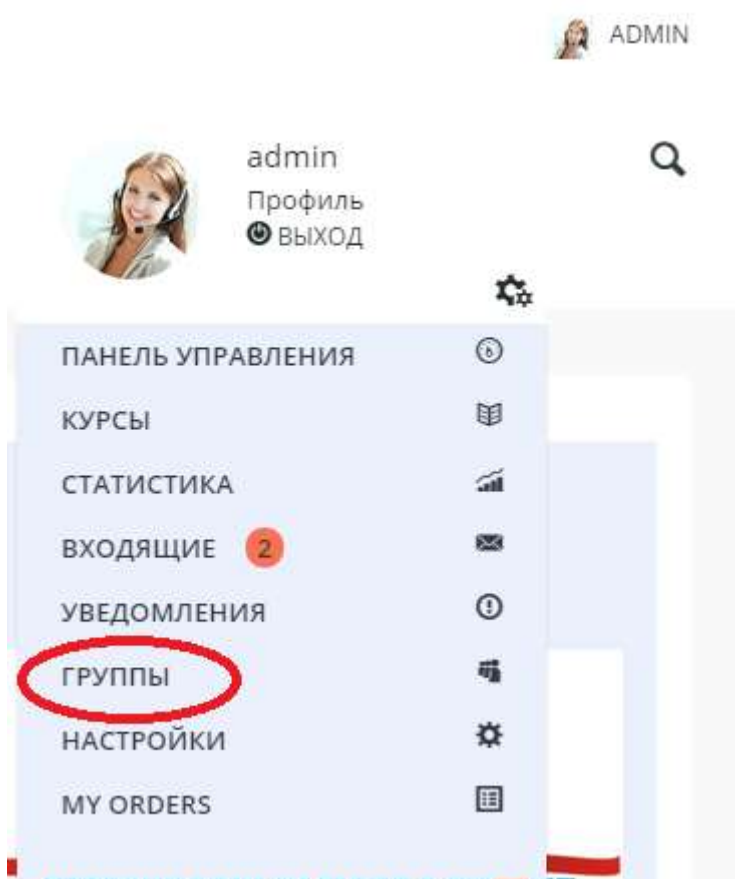 ADMIN
admin
Профиль
ВЫХОД
ПАНЕЛЬ УПРАВЛЕНИЯ
КУРСЫ
СТАТИСТИКА
ВХОДЯЩИЕ 2
УВЕДОМЛЕНИЯ
ГРУППЫ
НАСТРОЙКИ
MY ORDERS